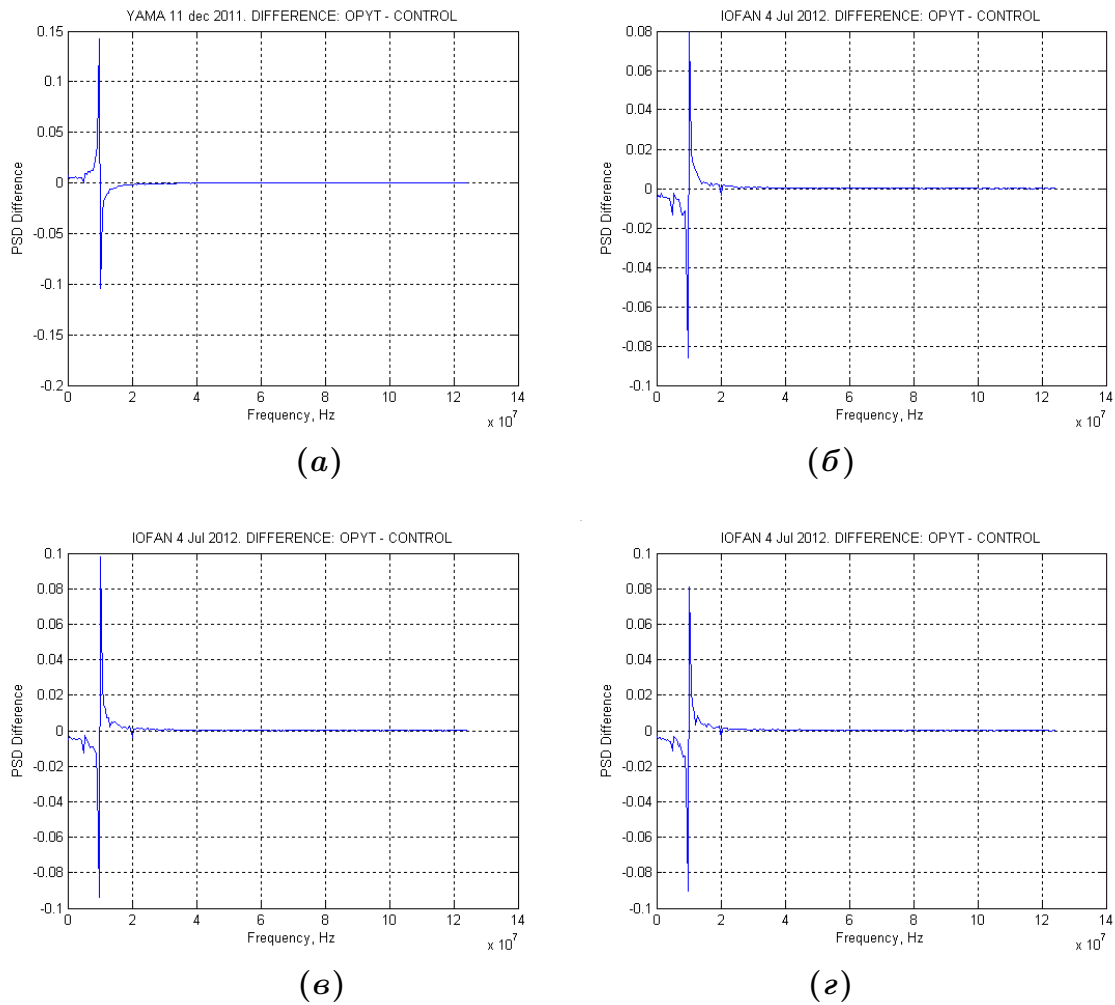 YAMA 11 dec 2011. DIFFERENCE: OPYT - CONTROL
0.15
0.1
0.05
0
-0.05
-0.1
-0.15
-0.2
PSD Difference
0 2 4 6 8 10 12 14
Frequency, Hz
x 10^7
(а)
IOFAN 4 Jul 2012. DIFFERENCE: OPYT - CONTROL
0.08
0.06
0.04
0.02
0
-0.02
-0.04
-0.06
-0.08
-0.1
PSD Difference
0 2 4 6 8 10 12 14
Frequency, Hz
x 10^7
(б)
IOFAN 4 Jul 2012. DIFFERENCE: OPYT - CONTROL
0.1
0.08
0.06
0.04
0.02
0
-0.02
-0.04
-0.06
-0.08
-0.1
PSD Difference
0 2 4 6 8 10 12 14
Frequency, Hz
x 10^7
(в)
IOFAN 4 Jul 2012. DIFFERENCE: OPYT - CONTROL
0.1
0.08
0.06
0.04
0.02
0
-0.02
-0.04
-0.06
-0.08
-0.1
PSD Difference
0 2 4 6 8 10 12 14
Frequency, Hz
x 10^7
(г)